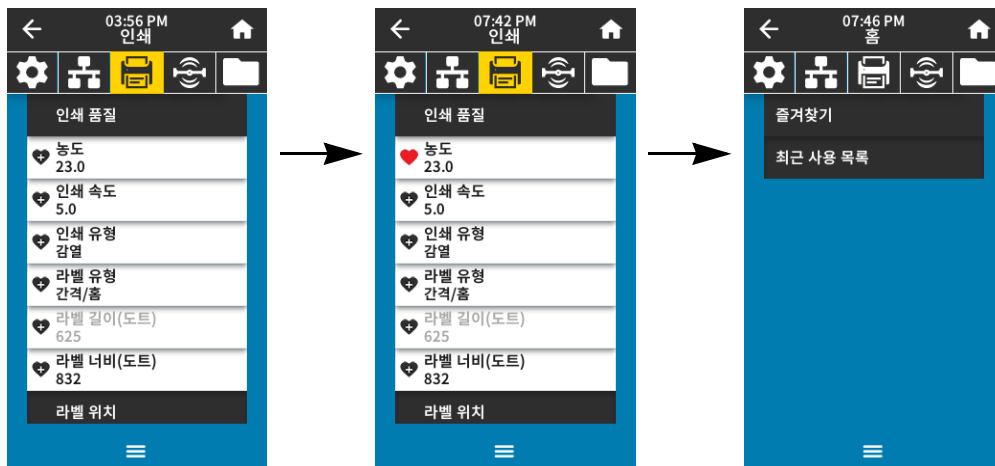 03:56 PM
인쇄
인쇄 품질
농도
23.0
인쇄 속도
5.0
인쇄 유형
감열
라벨 유형
간격/홈
라벨 길이(도트)
625
라벨 너비(도트)
832
라벨 위치
07:42 PM
인쇄
인쇄 품질
농도
23.0
인쇄 속도
5.0
인쇄 유형
감열
라벨 유형
간격/홈
라벨 길이(도트)
625
라벨 너비(도트)
832
라벨 위치
07:46 PM
홈
즐겨찾기
최근 사용 목록